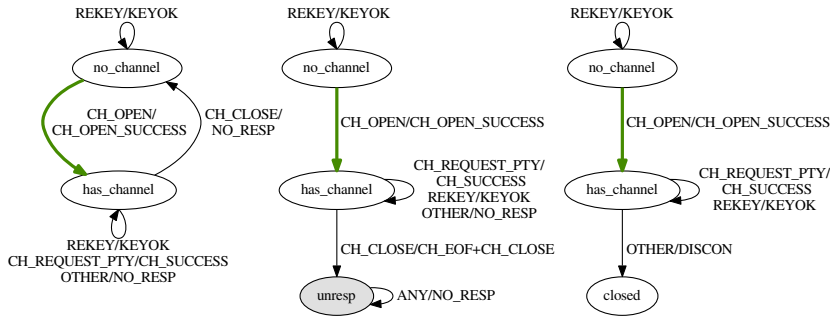 REKEY/KEYOK
no_channel
CH_OPEN/
CH_OPEN_SUCCESS
CH_CLOSE/
NO_RESP
has_channel
REKEY/KEYOK
CH_REQUEST_PTY/CH_SUCCESS
OTHER/NO_RESP
REKEY/KEYOK
no_channel
CH_OPEN/CH_OPEN_SUCCESS
has_channel
CH_REQUEST_PTY/
CH_SUCCESS
REKEY/KEYOK
OTHER/NO_RESP
CH_CLOSE/CH_EOF+CH_CLOSE
unresp
ANY/NO_RESP
REKEY/KEYOK
no_channel
CH_OPEN/CH_OPEN_SUCCESS
has_channel
CH_REQUEST_PTY/
CH_SUCCESS
REKEY/KEYOK
OTHER/DISCON
closed